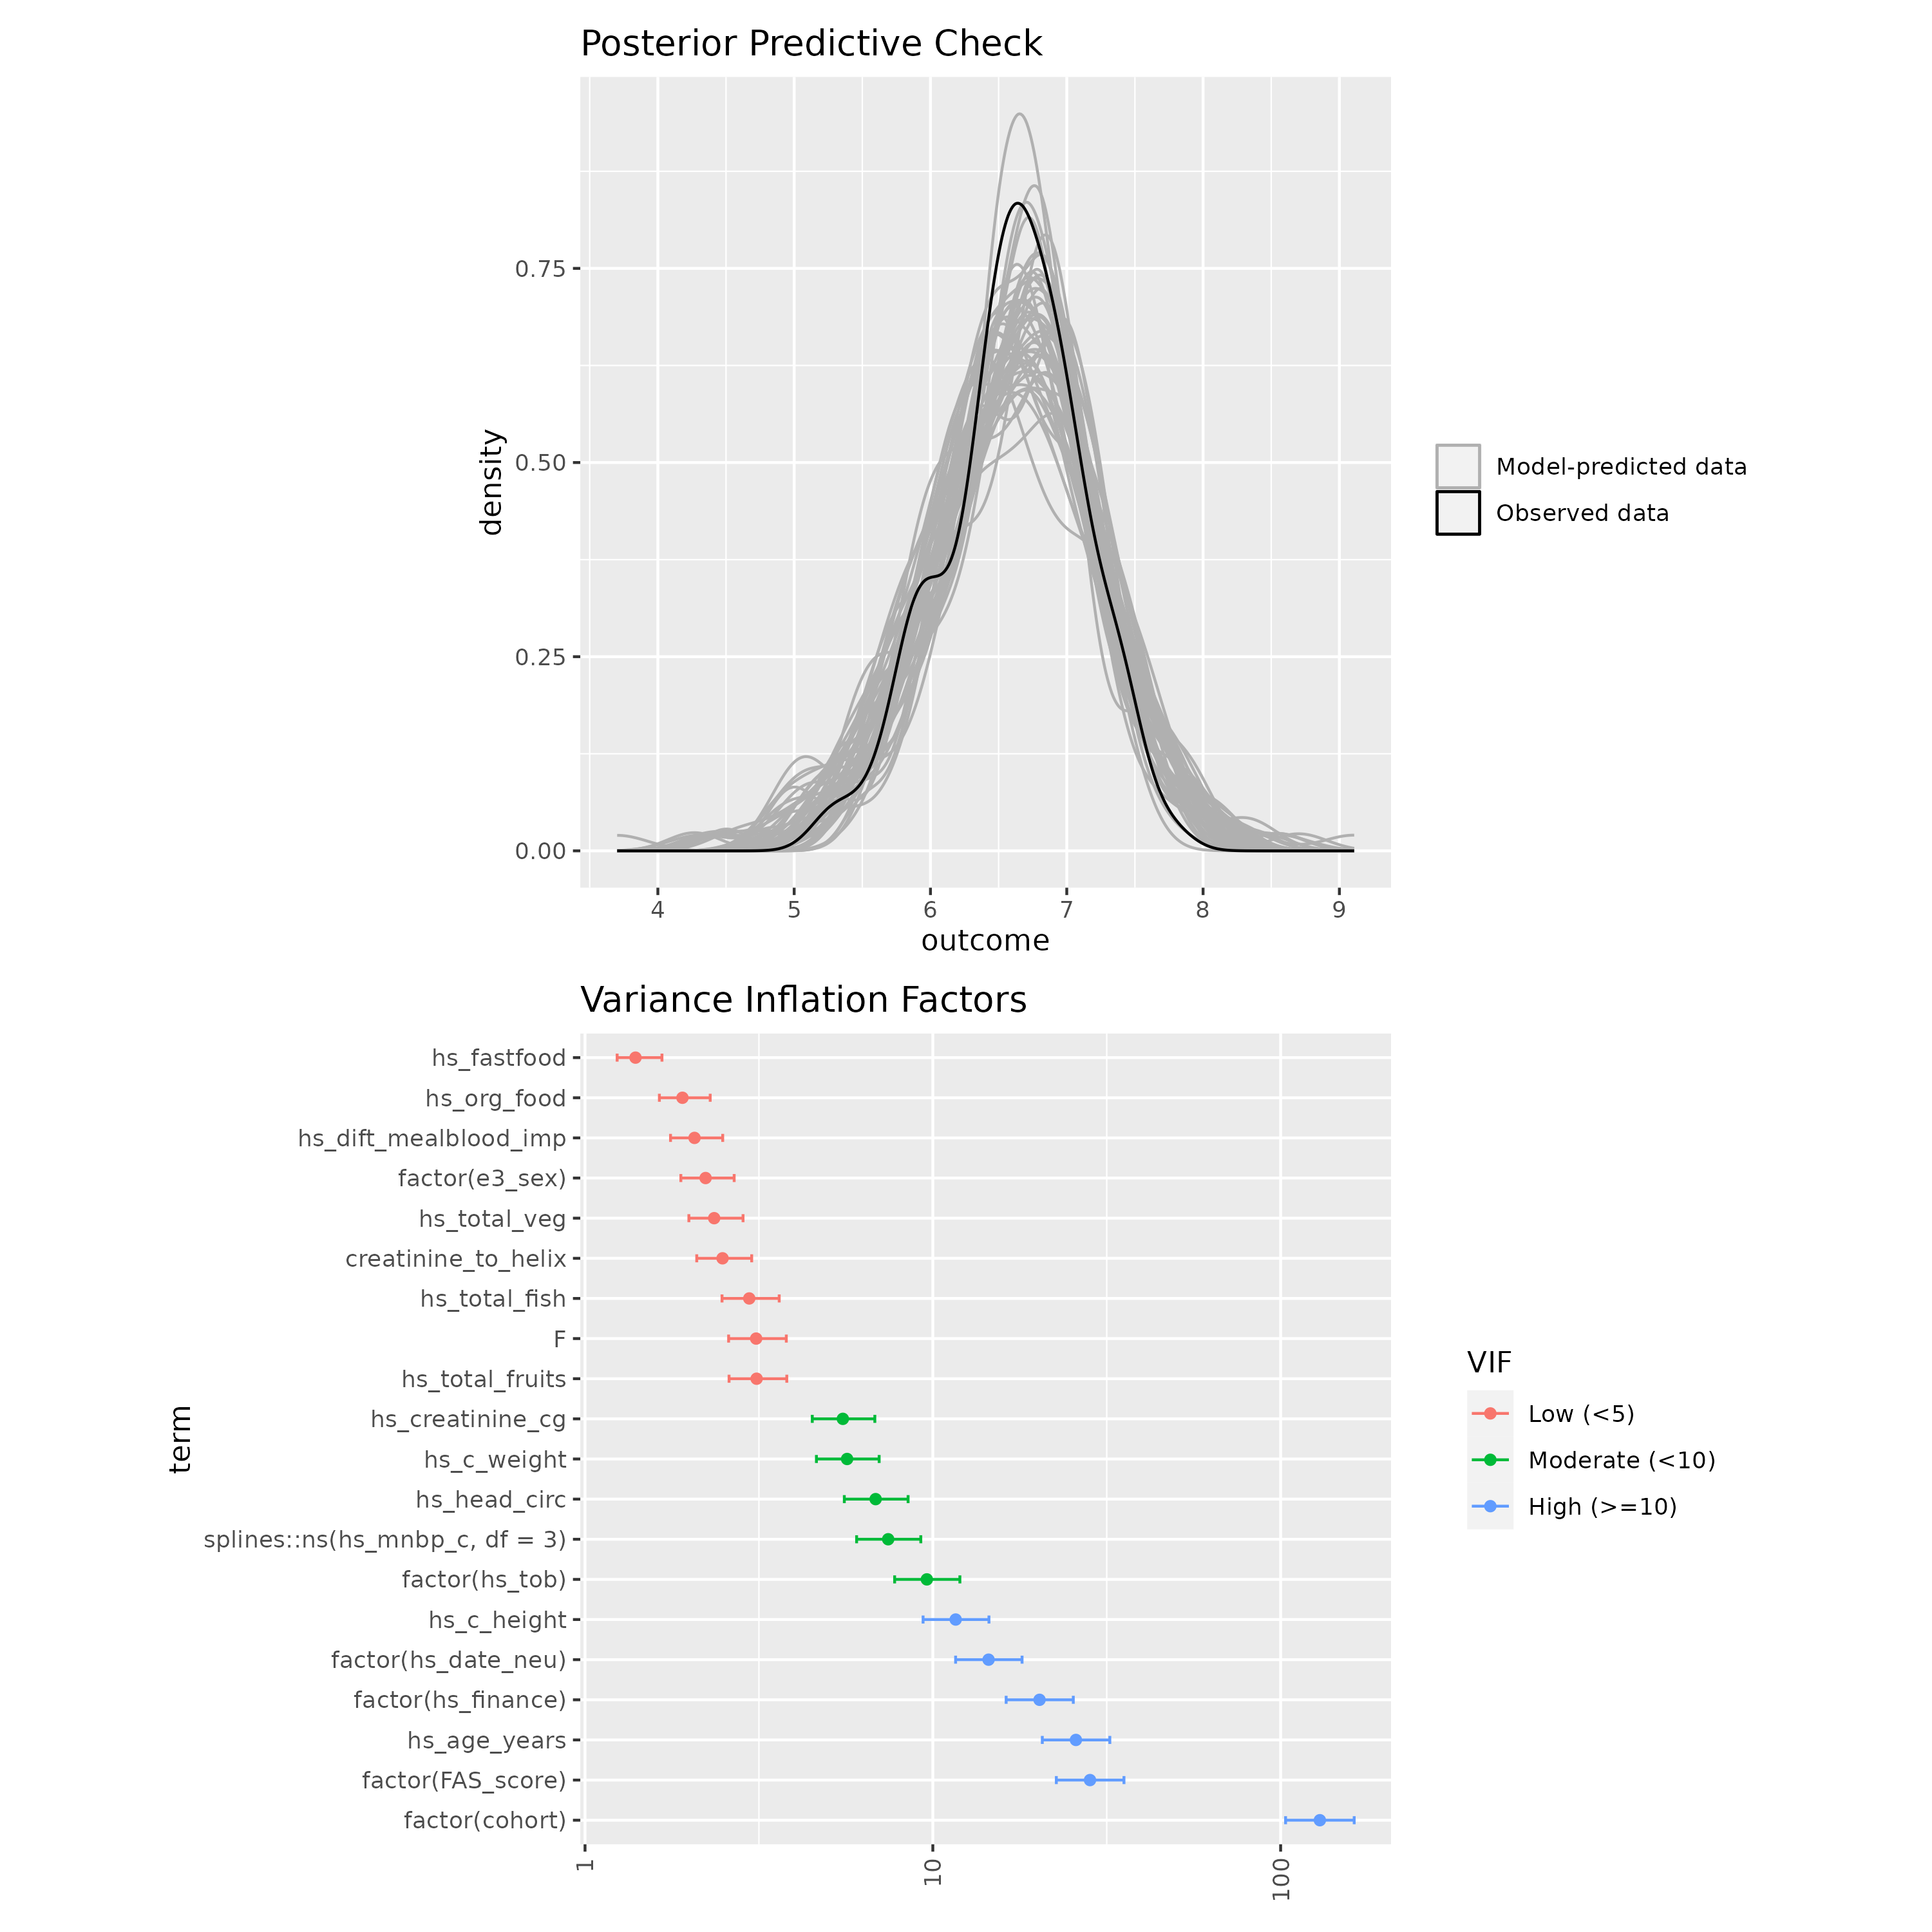 Posterior Predictive Check
density
0.75
0.50
0.25
0.00
4 5 6 7 8 9
outcome
Model-predicted data
Observed data
Variance Inflation Factors
term
hs_fastfood
hs_org_food
hs_dift_mealblood_imp
factor(e3_sex)
hs_total_veg
creatinine_to_helix
hs_total_fish
F
hs_total_fruits
hs_creatinine_cg
hs_c_weight
hs_head_circ
splines::ns(hs_mnbp_c, df = 3)
factor(hs_tob)
hs_c_height
factor(hs_date_neu)
factor(hs_finance)
hs_age_years
factor(FAS_score)
factor(cohort)
1 10 100
VIF
Low (<5)
Moderate (<10)
High (>=10)